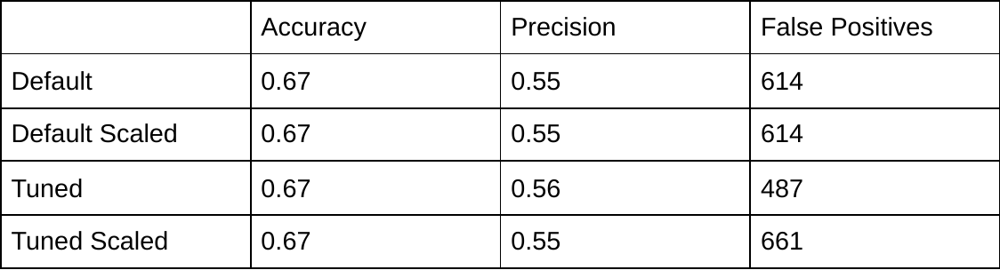 Accuracy Precision False Positives
Default 0.67 0.55 614
Default Scaled 0.67 0.55 614
Tuned 0.67 0.56 487
Tuned Scaled 0.67 0.55 661